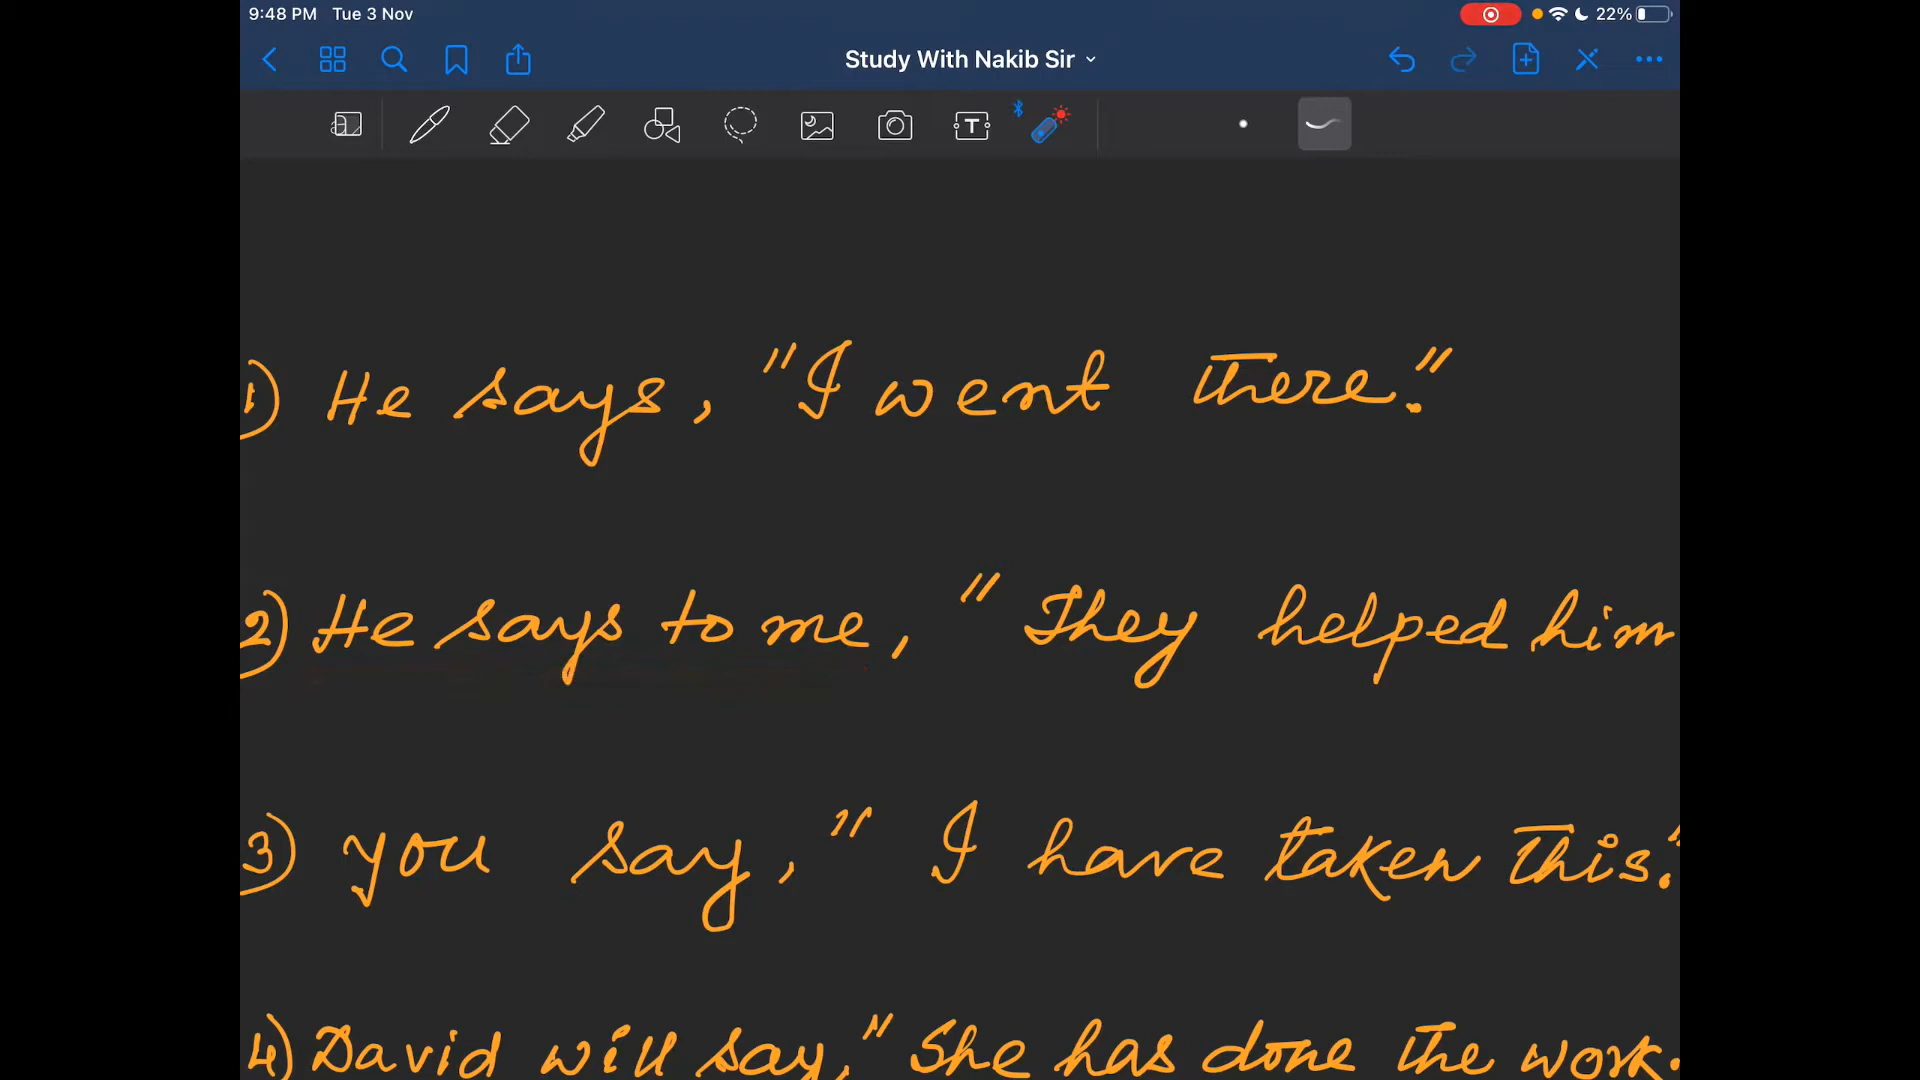 9:48 PM Tue 3 Nov 22%
Study With Nakib Sir
1) He says, "I went there."
2) He says to me, "They helped him
3) you say, "I have taken this."
4) David will say, "She has done the work.